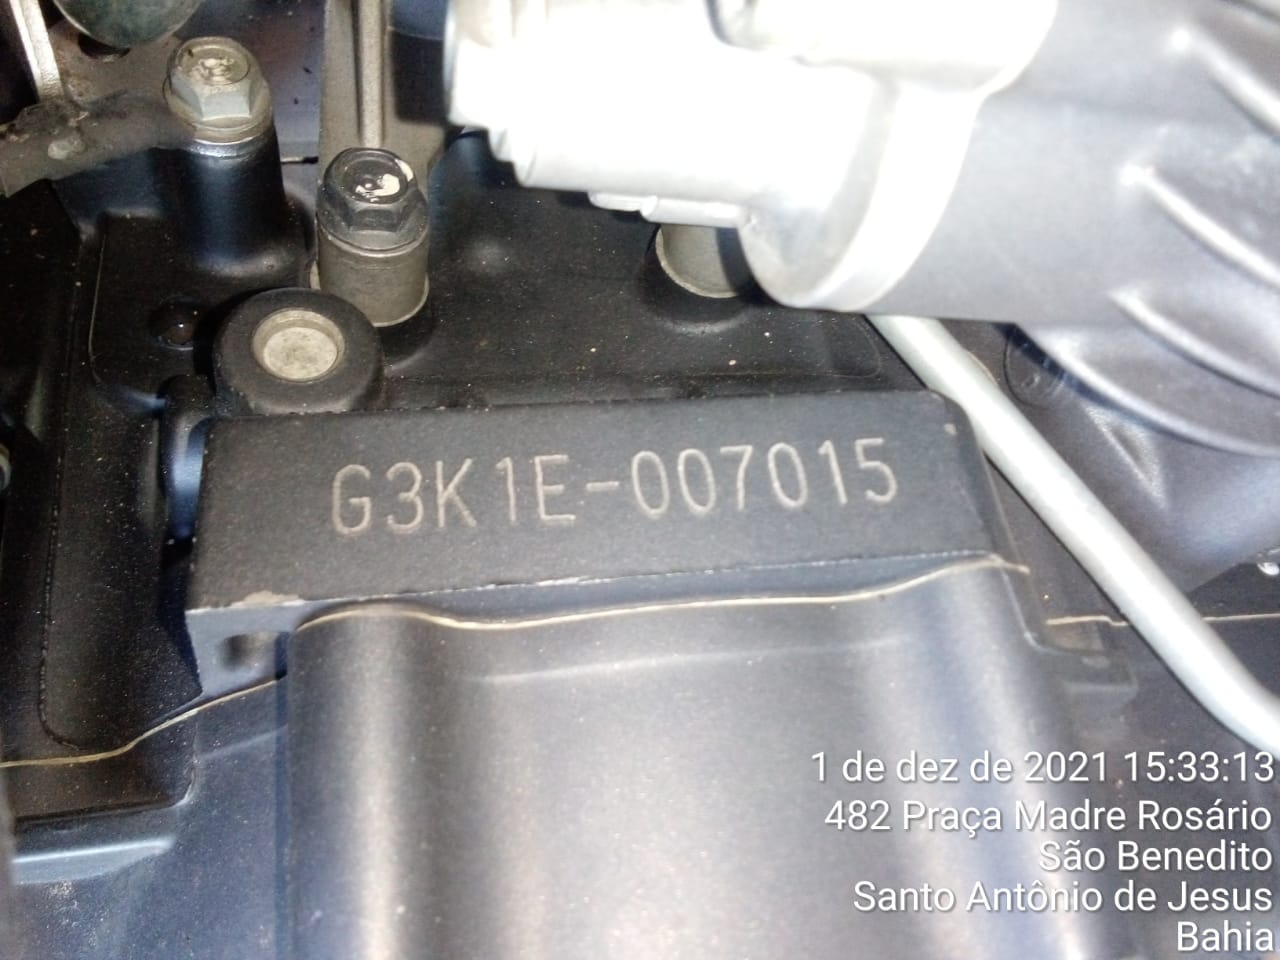 G3K1E-007015
1 de dez de 2021 15:33:13
482 Praça Madre Rosário
São Benedito
Santo Antônio de Jesus
Bahia